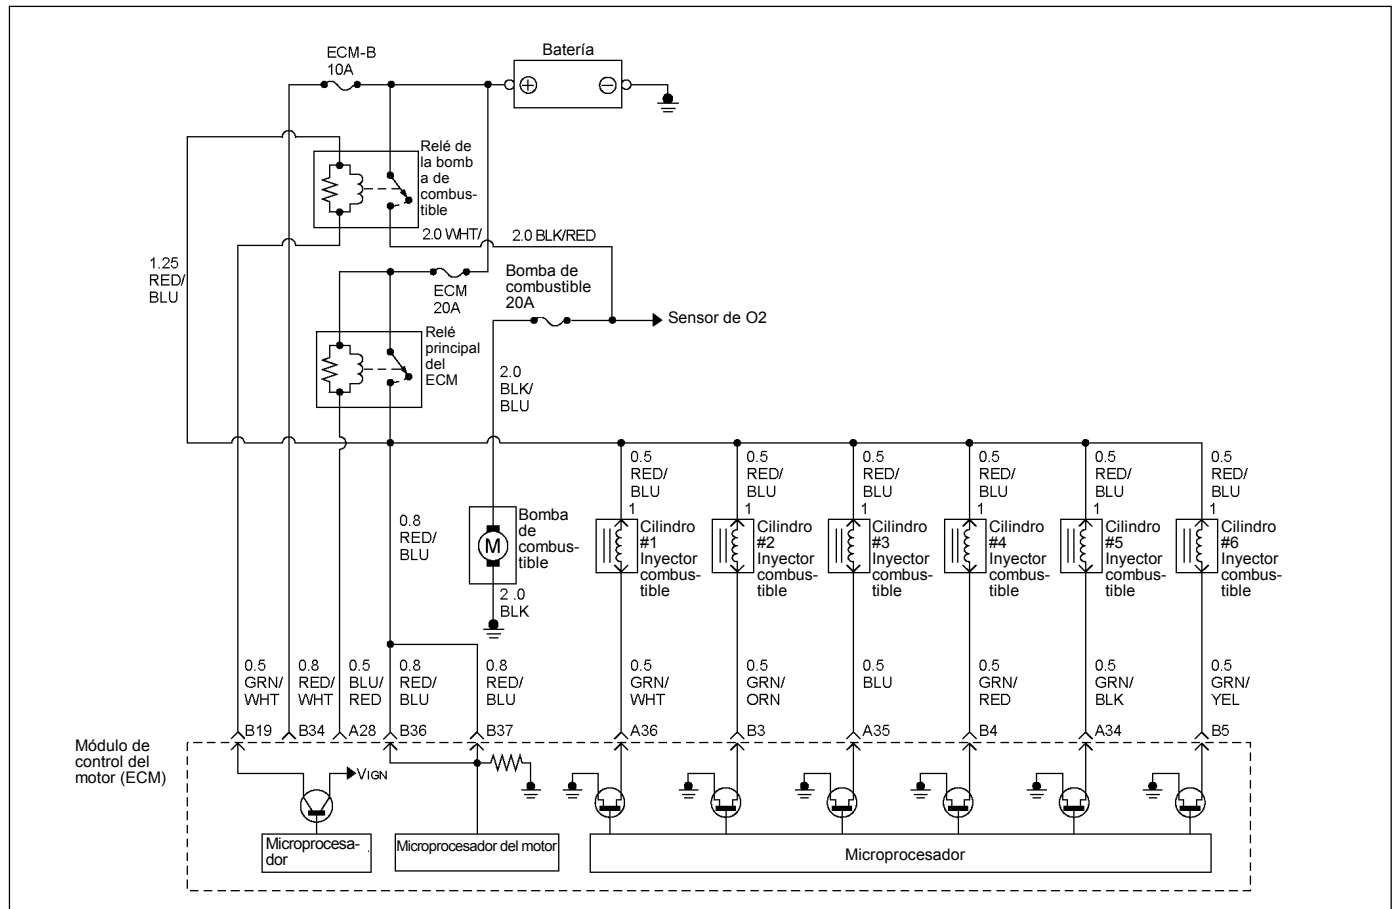 ECM-B
10A
Batería
Relé de
la bomb
a de
combus-
tible
2.0 WHT/
2.0 BLK/RED
1.25
RED/
BLU
ECM
20A
Bomba de
combustible
20A
Sensor de O2
Relé
principal
del
ECM
2.0
BLK/
BLU
0.8
RED/
BLU
M
Bomba
de
combus-
tible
2 .0
BLK
0.5
RED/
BLU
1
Cilindro
#1
Inyector
combus-
tible
0.5
RED/
BLU
1
Cilindro
#2
Inyector
combus-
tible
0.5
RED/
BLU
1
Cilindro
#3
Inyector
combus-
tible
0.5
RED/
BLU
1
Cilindro
#4
Inyector
combus-
tible
0.5
RED/
BLU
1
Cilindro
#5
Inyector
combus-
tible
0.5
RED/
BLU
1
Cilindro
#6
Inyector
combus-
tible
0.5
GRN/
WHT
0.8
RED/
WHT
0.5
BLU/
RED
0.8
RED/
BLU
0.8
RED/
BLU
0.5
GRN/
WHT
0.5
GRN/
ORN
0.5
BLU
0.5
GRN/
RED
0.5
GRN/
BLK
0.5
GRN/
YEL
B19
B34
A28
B36
B37
A36
B3
A35
B4
A34
B5
Módulo de
control del
motor (ECM)
VIGN
Microprocesa-
dor
Microprocesador del motor
Microprocesador